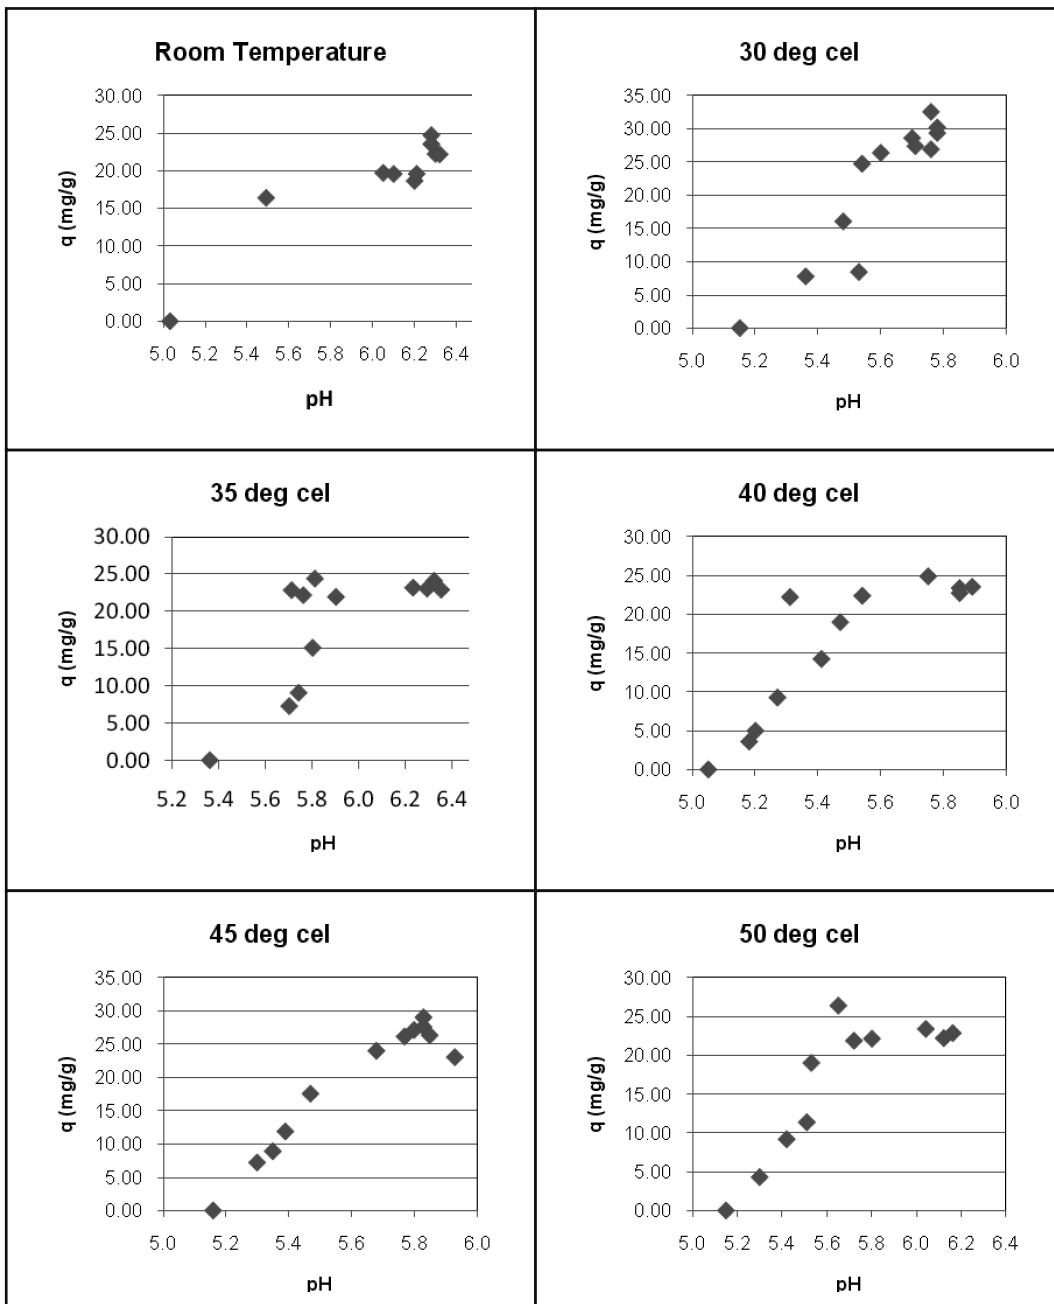 Room Temperature
30.00
25.00
20.00
15.00
10.00
5.00
0.00
q (mg/g)
5.0 5.2 5.4 5.6 5.8 6.0 6.2 6.4
pH
30 deg cel
35.00
30.00
25.00
20.00
15.00
10.00
5.00
0.00
q (mg/g)
5.0 5.2 5.4 5.6 5.8 6.0
pH
35 deg cel
30.00
25.00
20.00
15.00
10.00
5.00
0.00
q (mg/g)
5.2 5.4 5.6 5.8 6.0 6.2 6.4
pH
40 deg cel
30.00
25.00
20.00
15.00
10.00
5.00
0.00
q (mg/g)
5.0 5.2 5.4 5.6 5.8 6.0
pH
45 deg cel
35.00
30.00
25.00
20.00
15.00
10.00
5.00
0.00
q (mg/g)
5.0 5.2 5.4 5.6 5.8 6.0
pH
50 deg cel
30.00
25.00
20.00
15.00
10.00
5.00
0.00
q (mg/g)
5.0 5.2 5.4 5.6 5.8 6.0 6.2 6.4
pH